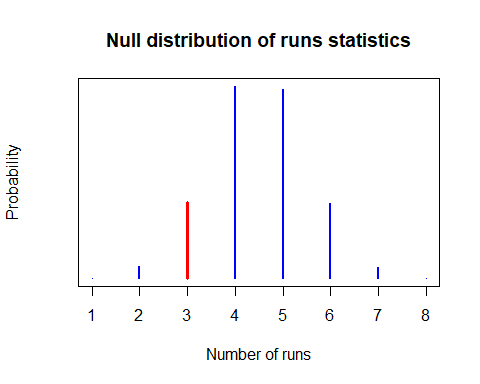 Null distribution of runs statistics
Probability
1 2 3 4 5 6 7 8
Number of runs